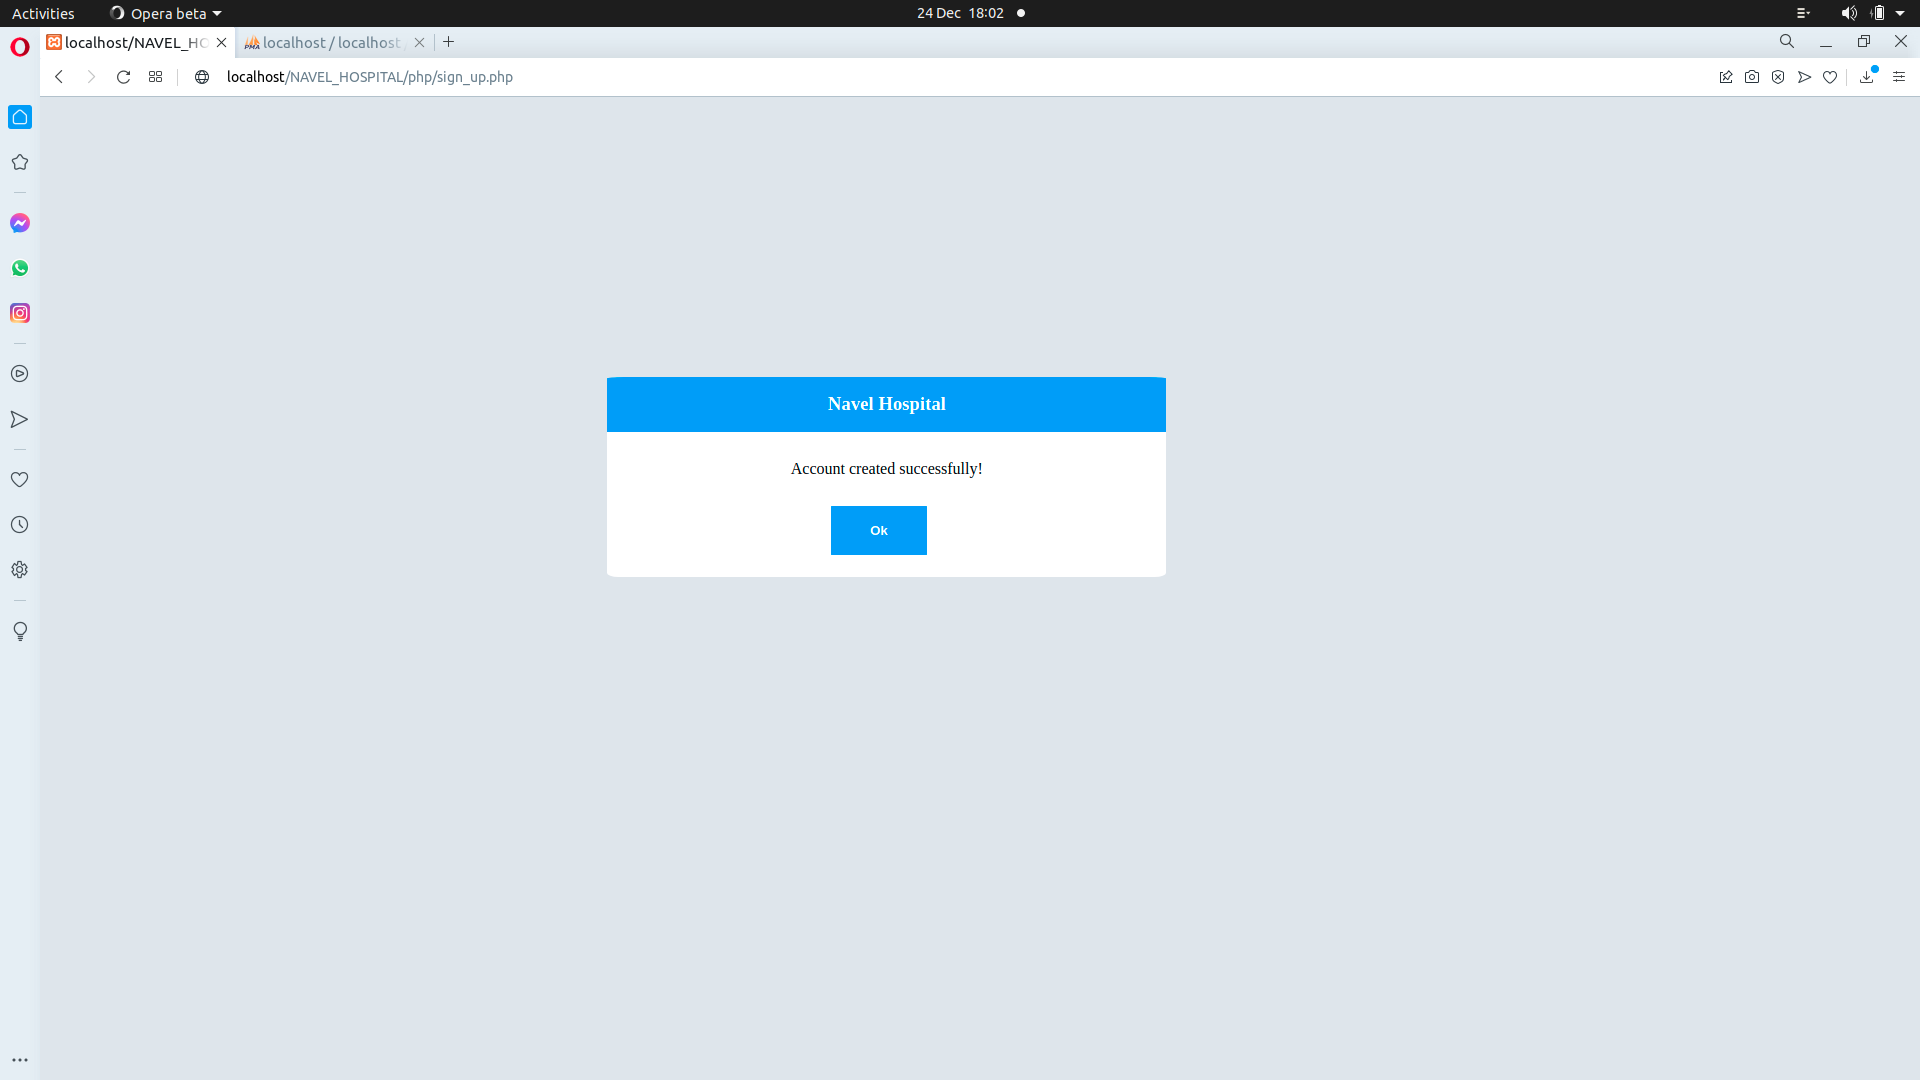 Activities
Opera beta
24 Dec 18:02
localhost/NAVEL_HO
PMA
localhost / localhost
localhost/NAVEL_HOSPITAL/php/sign_up.php
Navel Hospital
Account created successfully!
Ok